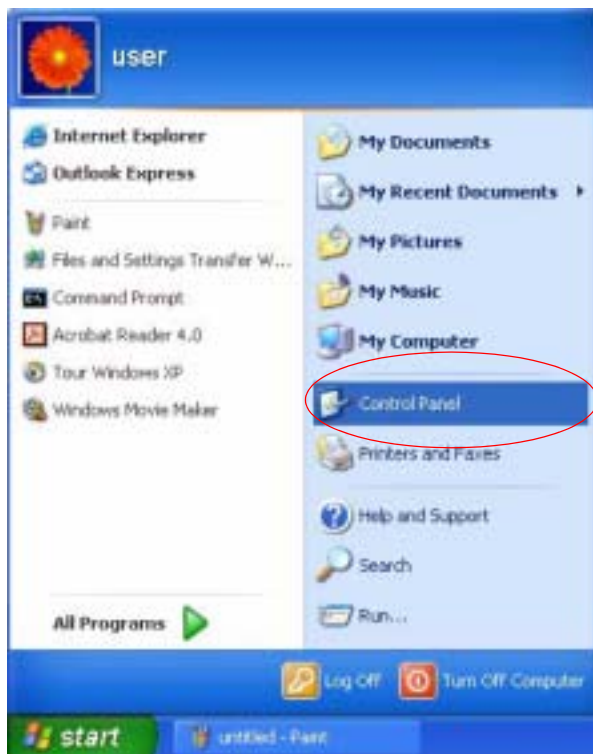 user
Internet Explorer
Outlook Express
Paint
Files and Settings Transfer W...
Command Prompt
Acrobat Reader 4.0
Tour Windows XP
Windows Movie Maker
All Programs
My Documents
My Recent Documents
My Pictures
My Music
My Computer
Control Panel
Printers and Faxes
Help and Support
Search
Run...
Log Off
Turn Off Computer
start
untitled - Paint